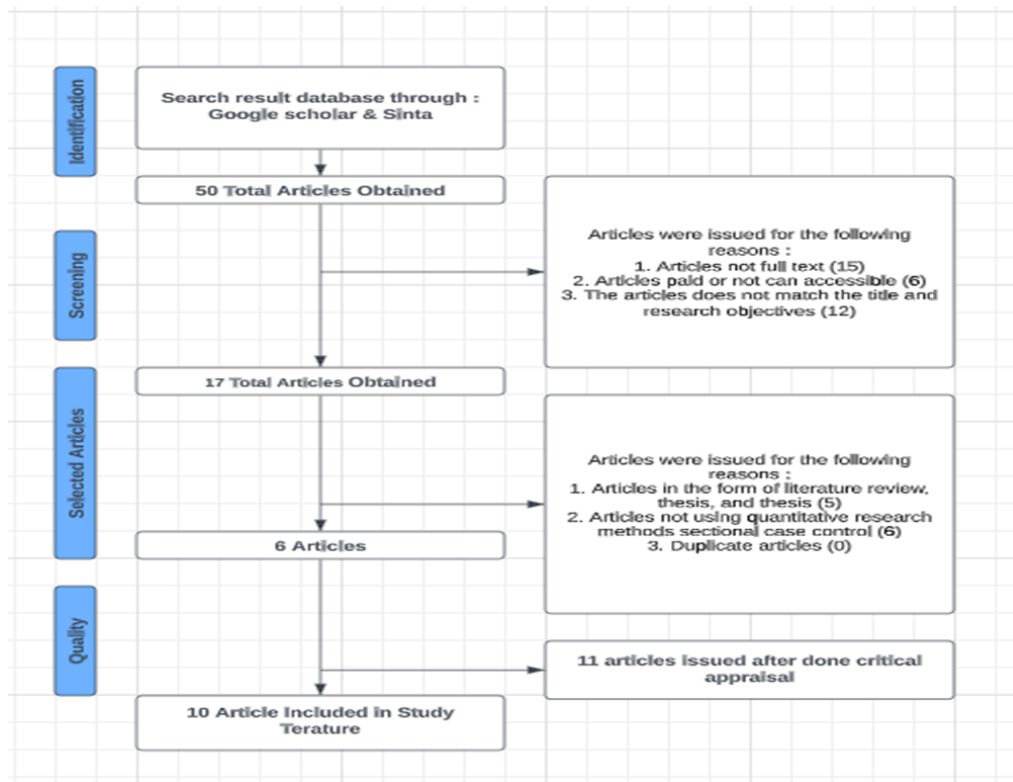 Identification
Search result database through :
Google scholar & Sinta
50 Total Articles Obtained
Screening
Articles were issued for the following
reasons :
1. Articles not full text (15)
2. Articles paid or not can accessible (6)
3. The articles does not match the title and
research objectives (12)
17 Total Articles Obtained
Selected Articles
Articles were issued for the following
reasons :
1. Articles in the form of literature review,
thesis, and thesis (5)
2. Articles not using quantitative research
methods sectional case control (6)
3. Duplicate articles (0)
6 Articles
Quality
11 articles issued after done critical
appraisal
10 Article Included in Study
Terature